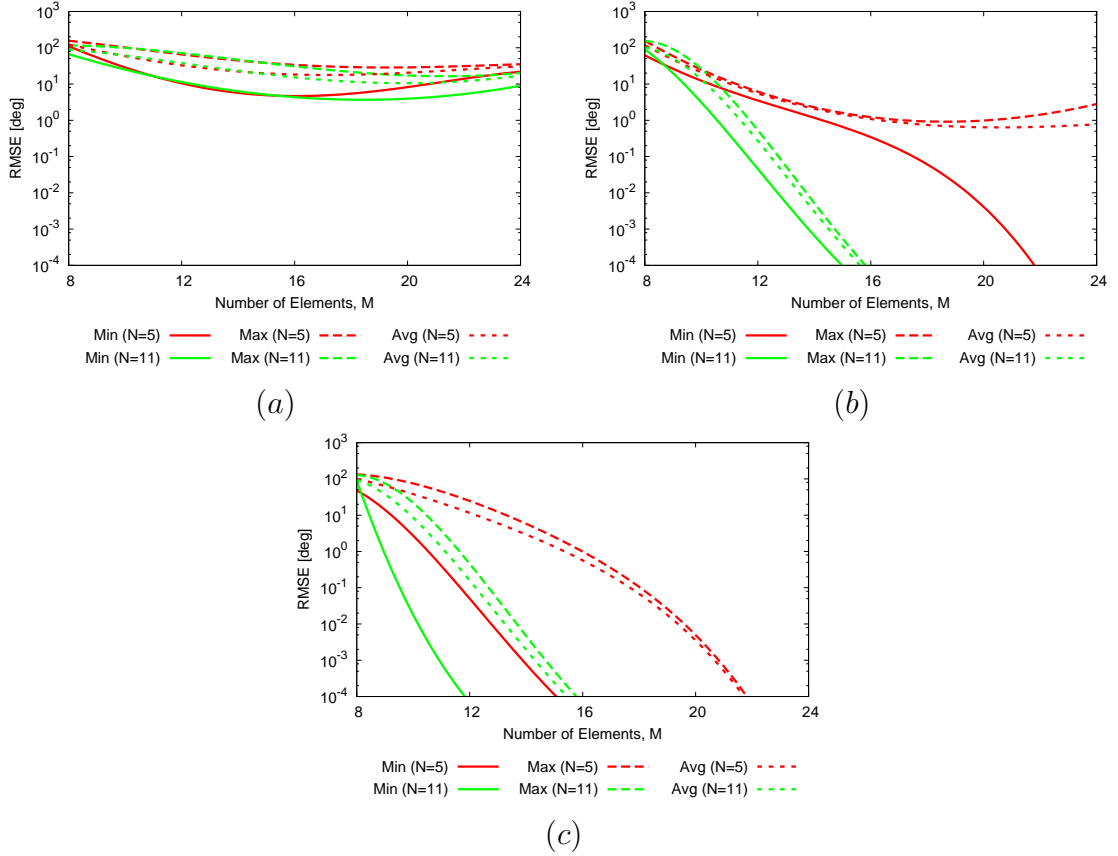 10^3
10^2
10^1
10^0
10^-1
10^-2
10^-3
10^-4
RMSE [deg]
8 12 16 20 24
Number of Elements, M
Min (N=5) Max (N=5) Avg (N=5)
Min (N=11) Max (N=11) Avg (N=11)
(a)
10^3
10^2
10^1
10^0
10^-1
10^-2
10^-3
10^-4
RMSE [deg]
8 12 16 20 24
Number of Elements, M
Min (N=5) Max (N=5) Avg (N=5)
Min (N=11) Max (N=11) Avg (N=11)
(b)
10^3
10^2
10^1
10^0
10^-1
10^-2
10^-3
10^-4
RMSE [deg]
8 12 16 20 24
Number of Elements, M
Min (N=5) Max (N=5) Avg (N=5)
Min (N=11) Max (N=11) Avg (N=11)
(c)